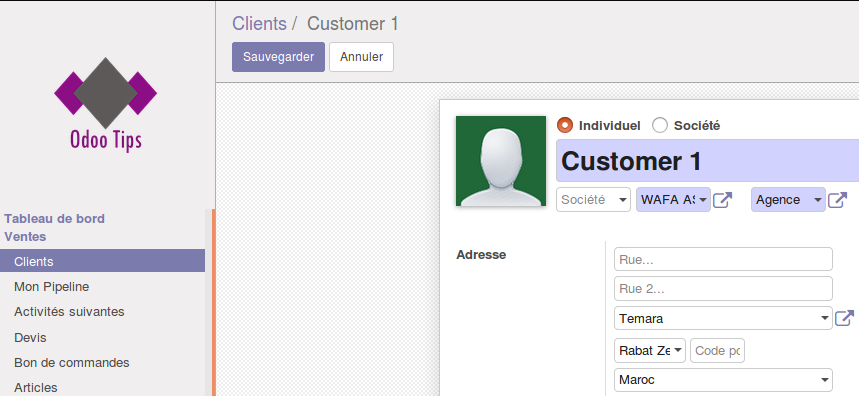 Clients / Customer 1
Sauvegarder Annuler
Odoo Tips
Tableau de bord
Ventes
Clients
Mon Pipeline
Activités suivantes
Devis
Bon de commandes
Articles
Individuel Société
Customer 1
Société WAFA AS Agence
Adresse
Rue...
Rue 2...
Temara
Rabat Ze Code po
Maroc